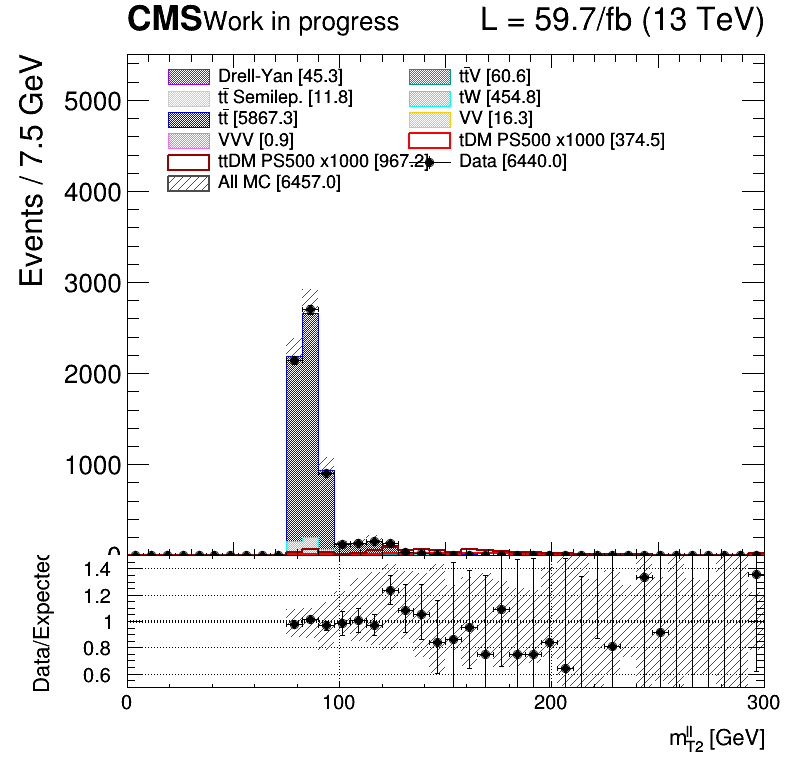 CMS Work in progress L = 59.7/fb (13 TeV)
Events / 7.5 GeV
Drell-Yan [45.3] tt̄V [60.6]
tt̄ Semilep. [11.8] tW [454.8]
tt̄ [5867.3] VV [16.3]
VVV [0.9] tDM PS500 x1000 [374.5]
ttDM PS500 x1000 [967.2] Data [6440.0]
All MC [6457.0]
5000
4000
3000
2000
1000
0
Data/Expected
1.4
1.2
1
0.8
0.6
0 100 200 300
m^ll_T2 [GeV]